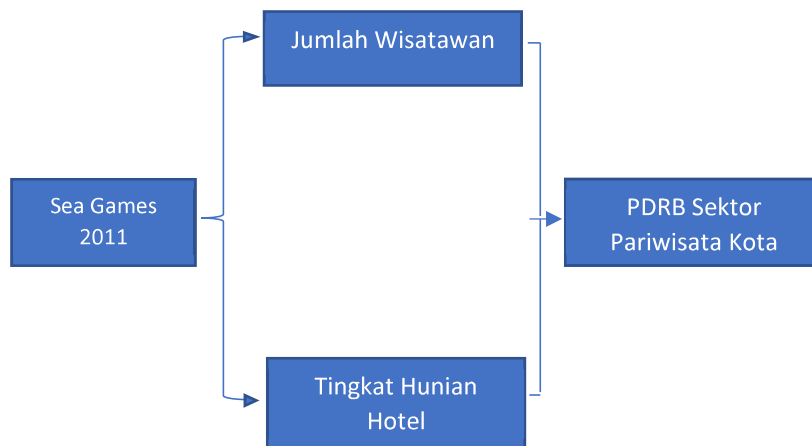 Jumlah Wisatawan
Sea Games
2011
PDRB Sektor
Pariwisata Kota
Tingkat Hunian
Hotel